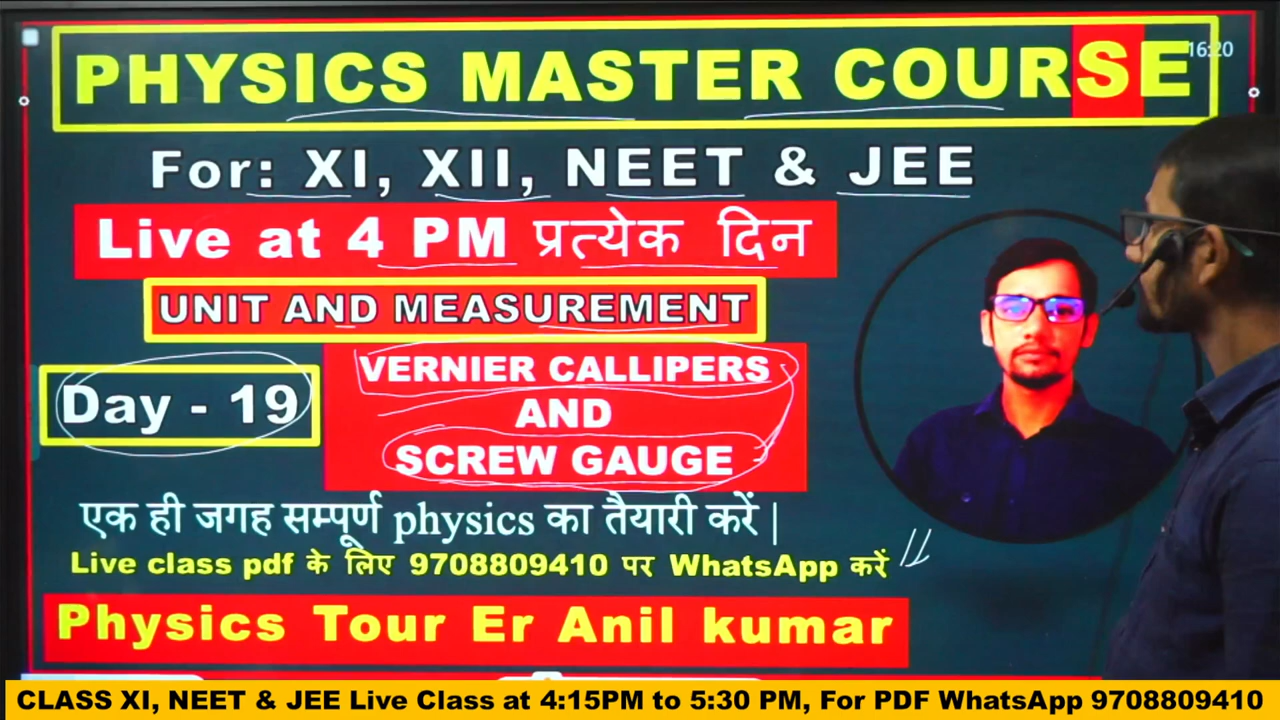 PHYSICS MASTER COURSE
16:20
For: XI, XII, NEET & JEE
Live at 4 PM प्रत्येक दिन
UNIT AND MEASUREMENT
Day - 19
VERNIER CALLIPERS
AND
SCREW GAUGE
एक ही जगह सम्पूर्ण physics का तैयारी करें |
Live class pdf के लिए 9708809410 पर WhatsApp करें
Physics Tour Er Anil kumar
CLASS XI, NEET & JEE Live Class at 4:15PM to 5:30 PM, For PDF WhatsApp 9708809410